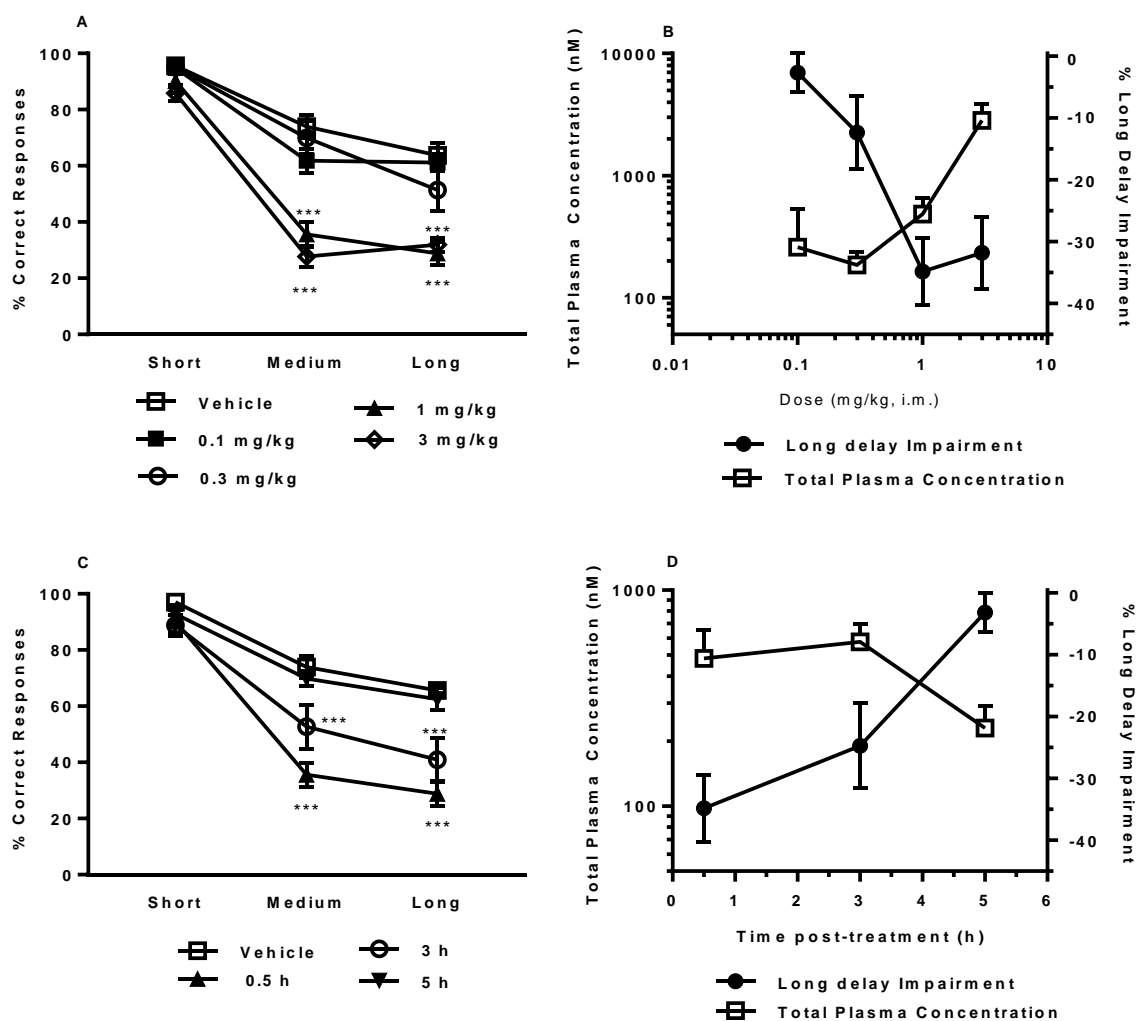 A
% Correct Responses
100
80
60
40
20
0
***
***
***
***
Short Medium Long
Vehicle
0.1 mg/kg
0.3 mg/kg
1 mg/kg
3 mg/kg
B
Total Plasma Concentration (nM)
10000
1000
100
0
-10
-20
-30
-40
% Long Delay Impairment
0.01 0.1 1 10
Dose (mg/kg, i.m.)
Long delay Impairment
Total Plasma Concentration
C
% Correct Responses
100
80
60
40
20
0
***
***
***
***
Short Medium Long
Vehicle
0.5 h
3 h
5 h
D
Total Plasma Concentration (nM)
1000
100
0
-10
-20
-30
-40
% Long Delay Impairment
0 1 2 3 4 5 6
Time post-treatment (h)
Long delay Impairment
Total Plasma Concentration